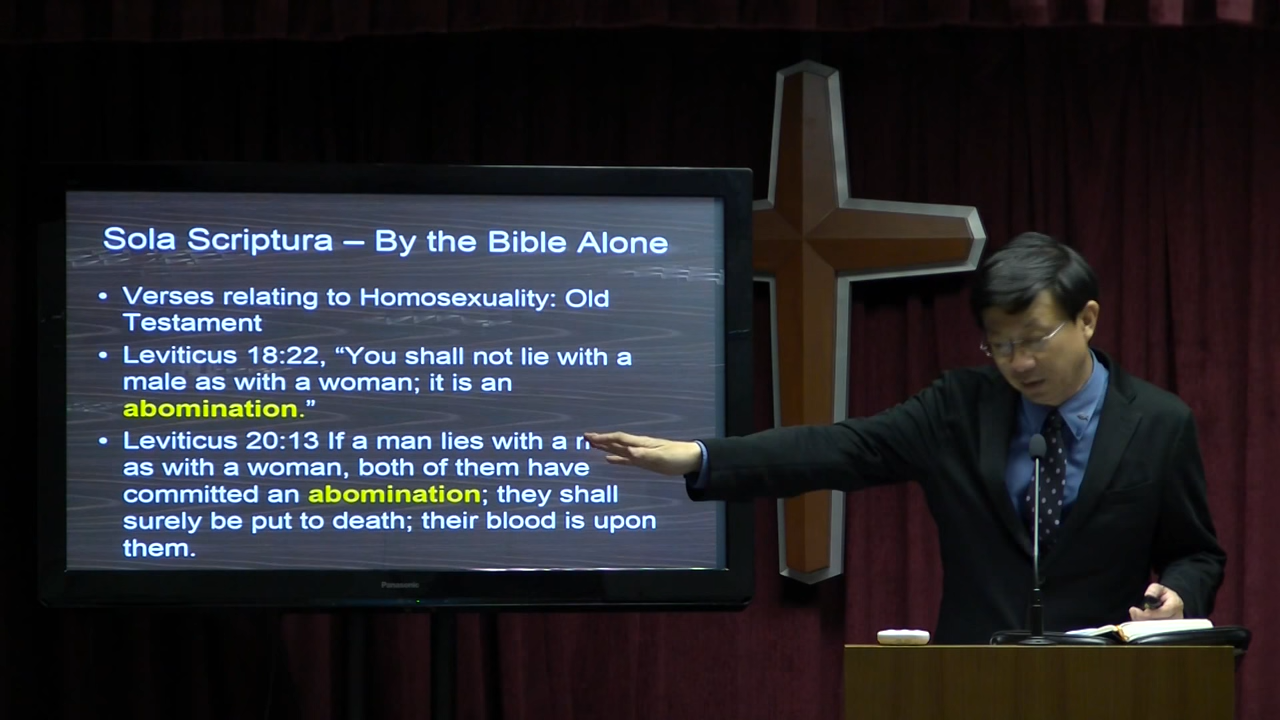 Sola Scriptura – By the Bible Alone
• Verses relating to Homosexuality: Old
Testament
• Leviticus 18:22, “You shall not lie with a
male as with a woman; it is an
abomination.”
• Leviticus 20:13 If a man lies with a
as with a woman, both of them have
committed an abomination; they shall
surely be put to death; their blood is upon
them.
Panasonic